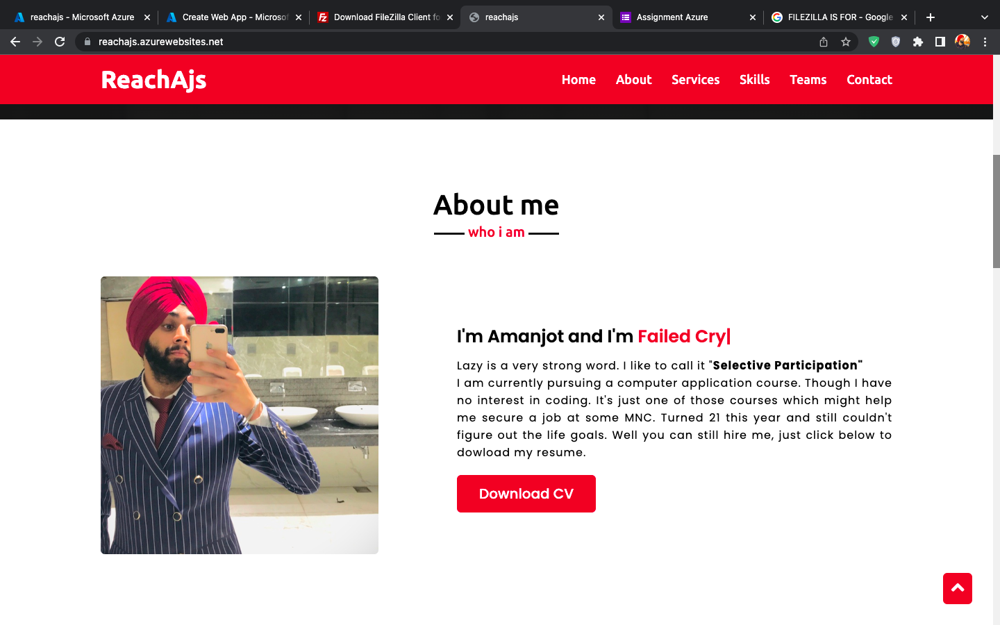 reachajs - Microsoft Azure
Create Web App - Microsof
Download FileZilla Client fo
reachajs
Assignment Azure
FILEZILLA IS FOR - Google
reachajs.azurewebsites.net
ReachAjs
Home
About
Services
Skills
Teams
Contact
About me
who i am
I'm Amanjot and I'm Failed Cry|
Lazy is a very strong word. I like to call it "Selective Participation"
I am currently pursuing a computer application course. Though I have
no interest in coding. It's just one of those courses which might help
me secure a job at some MNC. Turned 21 this year and still couldn't
figure out the life goals. Well you can still hire me, just click below to
dowload my resume.
Download CV